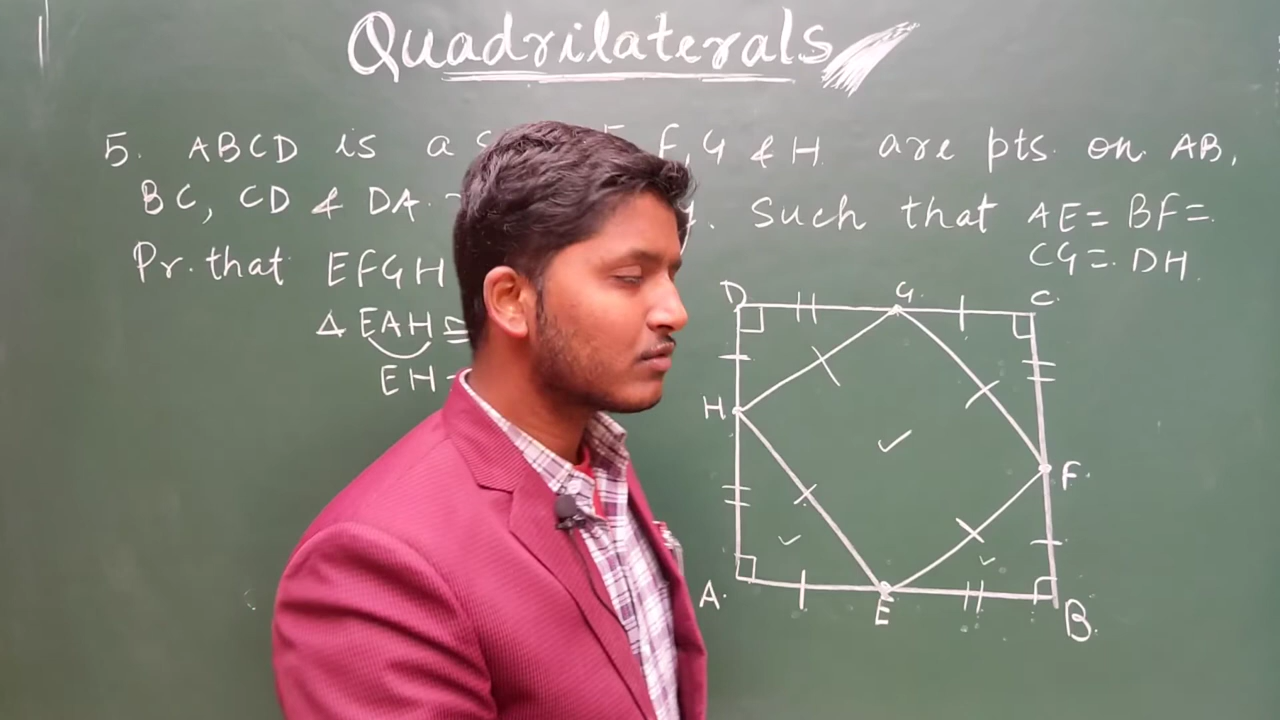 Quadrilaterals
5. ABCD is a F, G & H are pts. on AB,
BC, CD & DA. Such that AE = BF =
CG = DH.
Pr. that EFGH
△EAH ≅
EH =
D G. C.
H F.
A. E B.